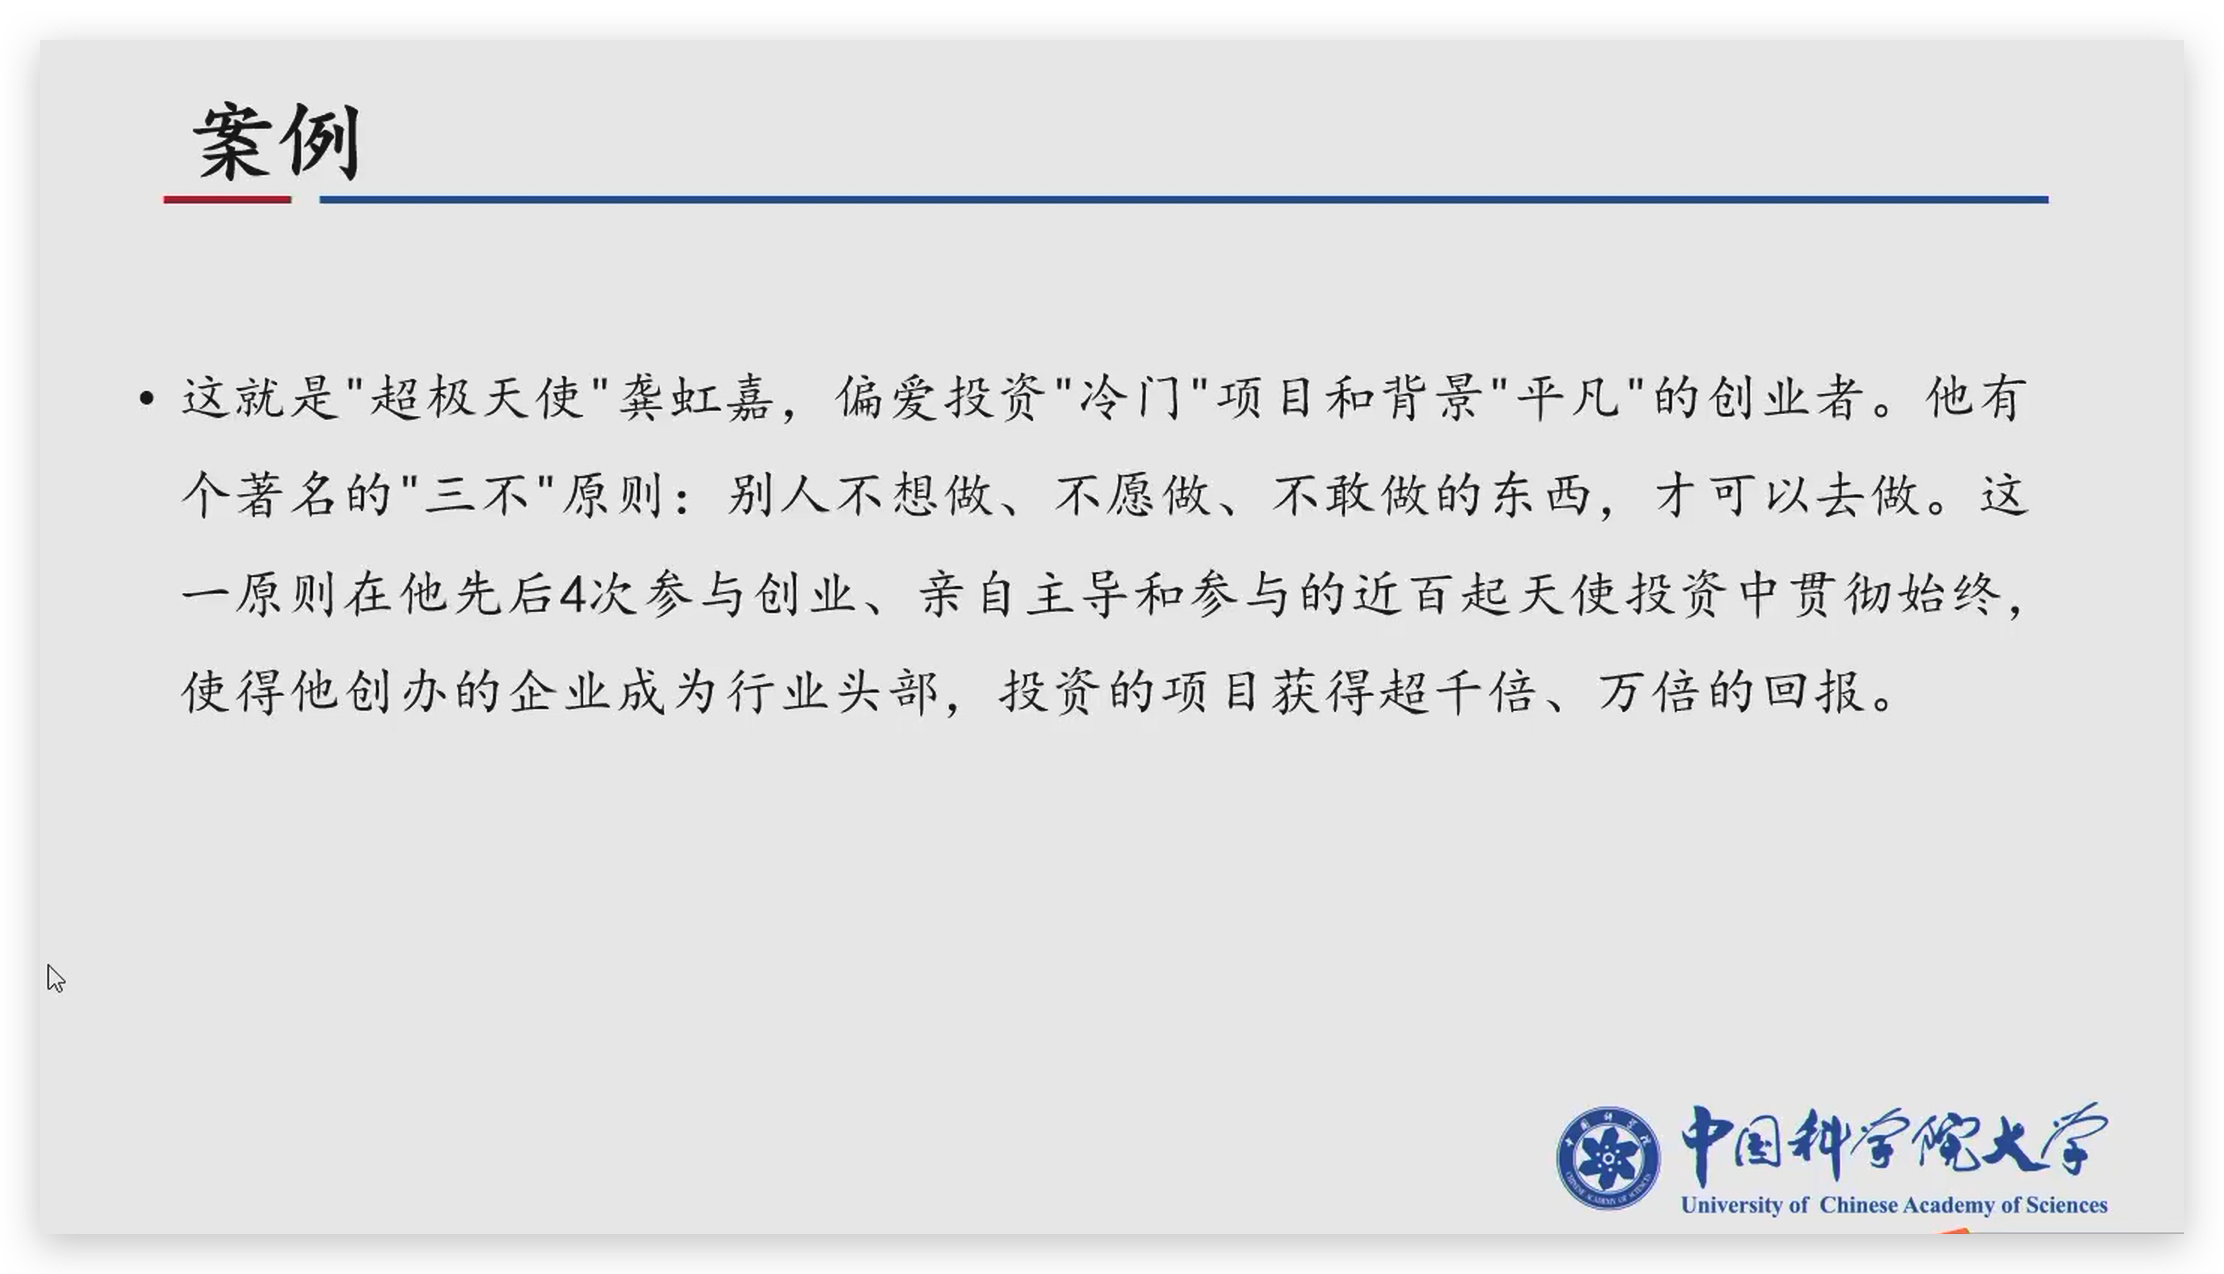 案例
• 这就是"超极天使"龚虹嘉，偏爱投资"冷门"项目和背景"平凡"的创业者。他有
个著名的"三不"原则：别人不想做、不愿做、不敢做的东西，才可以去做。这
一原则在他先后4次参与创业、亲自主导和参与的近百起天使投资中贯彻始终，
使得他创办的企业成为行业头部，投资的项目获得超千倍、万倍的回报。
中国科学院大学
University of Chinese Academy of Sciences